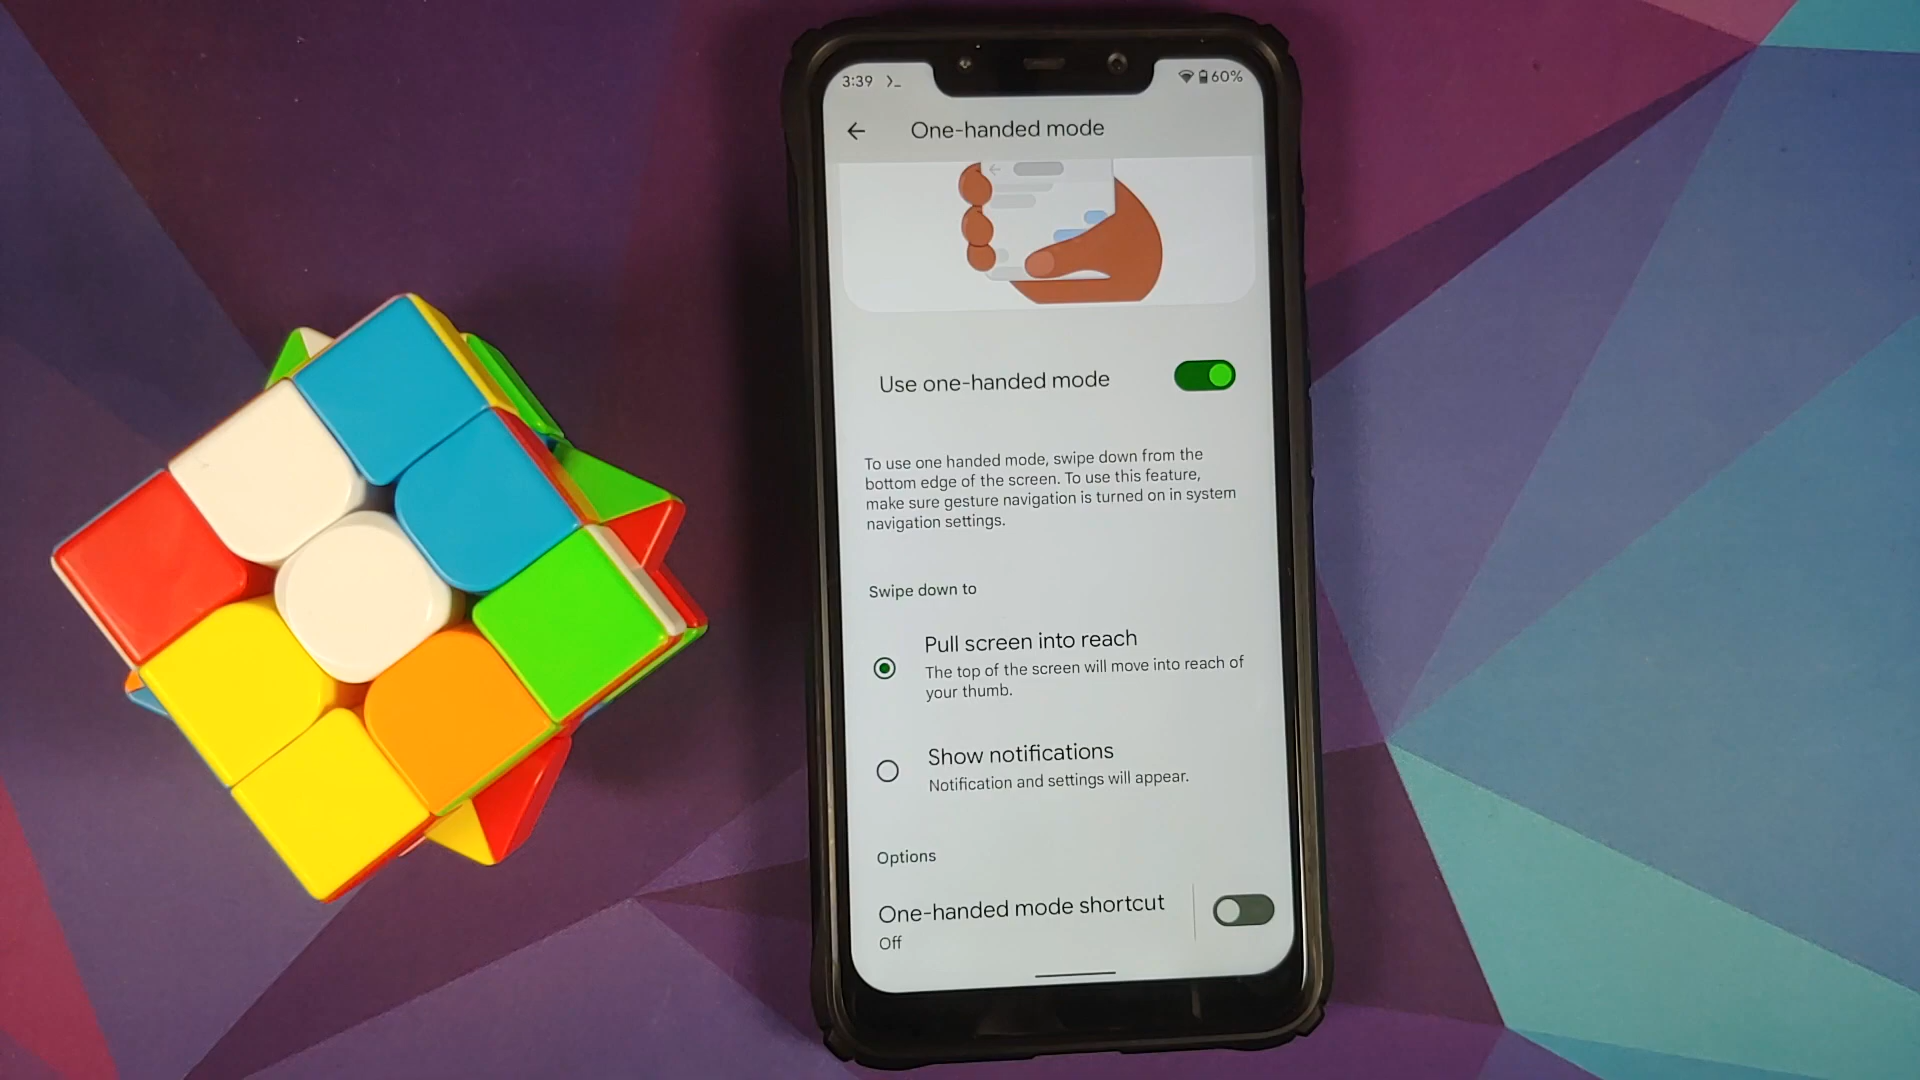 3:39 >_ 60%
One-handed mode
Use one-handed mode
To use one handed mode, swipe down from the
bottom edge of the screen. To use this feature,
make sure gesture navigation is turned on in system
navigation settings.
Swipe down to
Pull screen into reach
The top of the screen will move into reach of
your thumb.
Show notifications
Notification and settings will appear.
Options
One-handed mode shortcut
Off